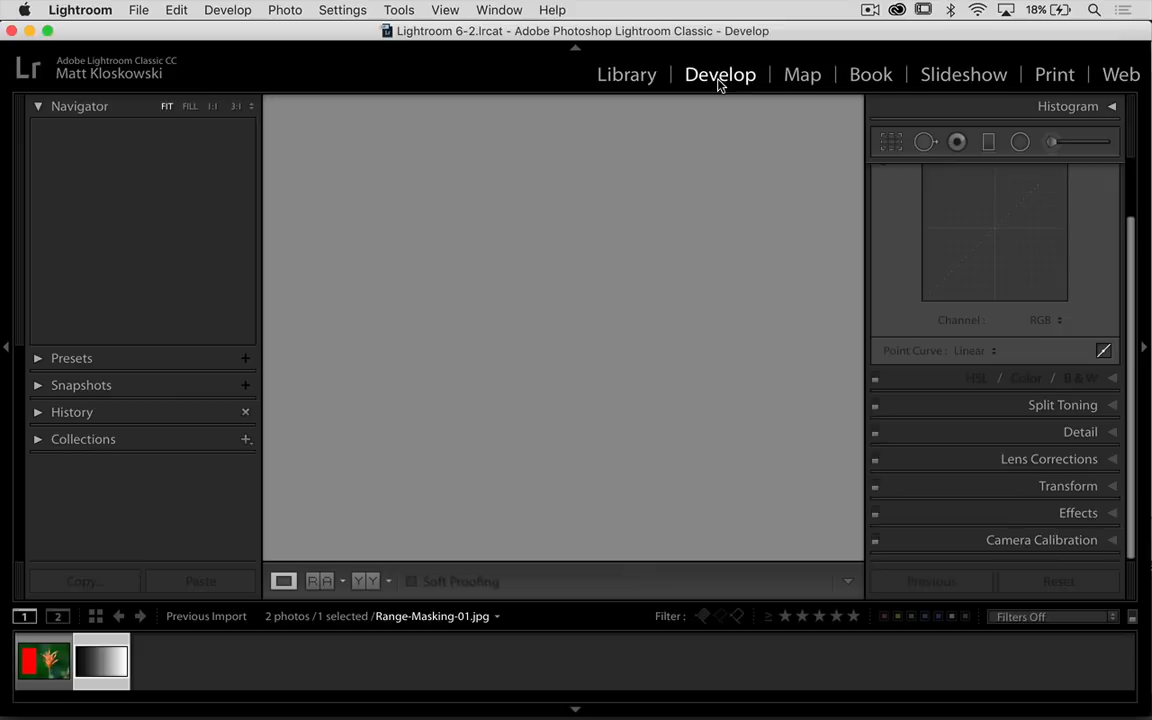 Lightroom File Edit Develop Photo Settings Tools View Window Help 18%
Lightroom 6-2.lrcat - Adobe Photoshop Lightroom Classic - Develop
Lr Adobe Lightroom Classic CC
Matt Kloskowski
Library | Develop | Map | Book | Slideshow | Print | Web
Navigator FIT FILL 1:1 3:1
Histogram
Channel : RGB
Point Curve : Linear
Presets
HSL / Color / B & W
Snapshots
Split Toning
History
Detail
Collections
Lens Corrections
Transform
Effects
Camera Calibration
Copy... Paste
R A Y Y Soft Proofing
Previous Reset
1 2 Previous Import 2 photos / 1 selected / Range-Masking-01.jpg Filter : ≥ Filters Off